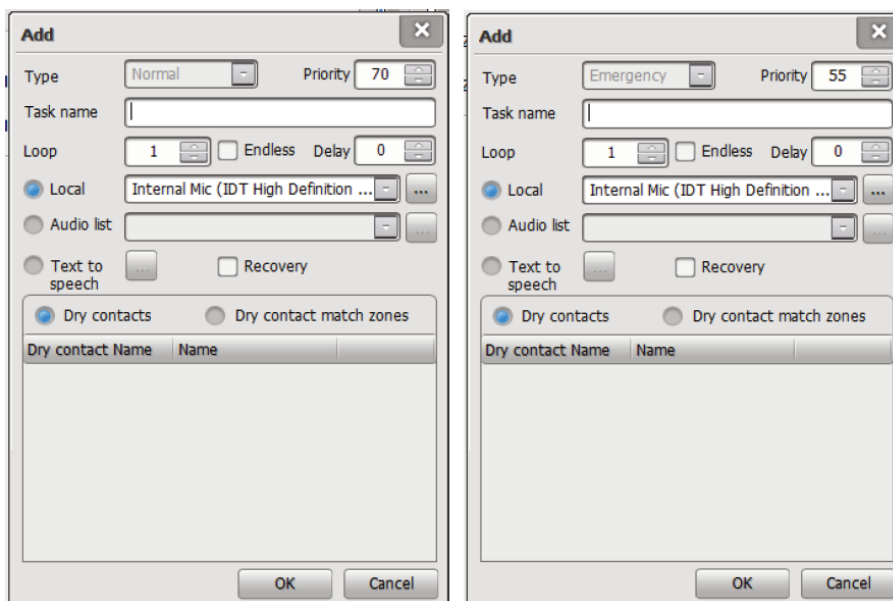 Add
Type Normal Priority 70
Task name
Loop 1 Endless Delay 0
Local Internal Mic (IDT High Definition ... ...
Audio list ...
Text to speech ... Recovery
Dry contacts Dry contact match zones
Dry contact Name Name
OK Cancel
Add
Type Emergency Priority 55
Task name
Loop 1 Endless Delay 0
Local Internal Mic (IDT High Definition ... ...
Audio list ...
Text to speech ... Recovery
Dry contacts Dry contact match zones
Dry contact Name Name
OK Cancel